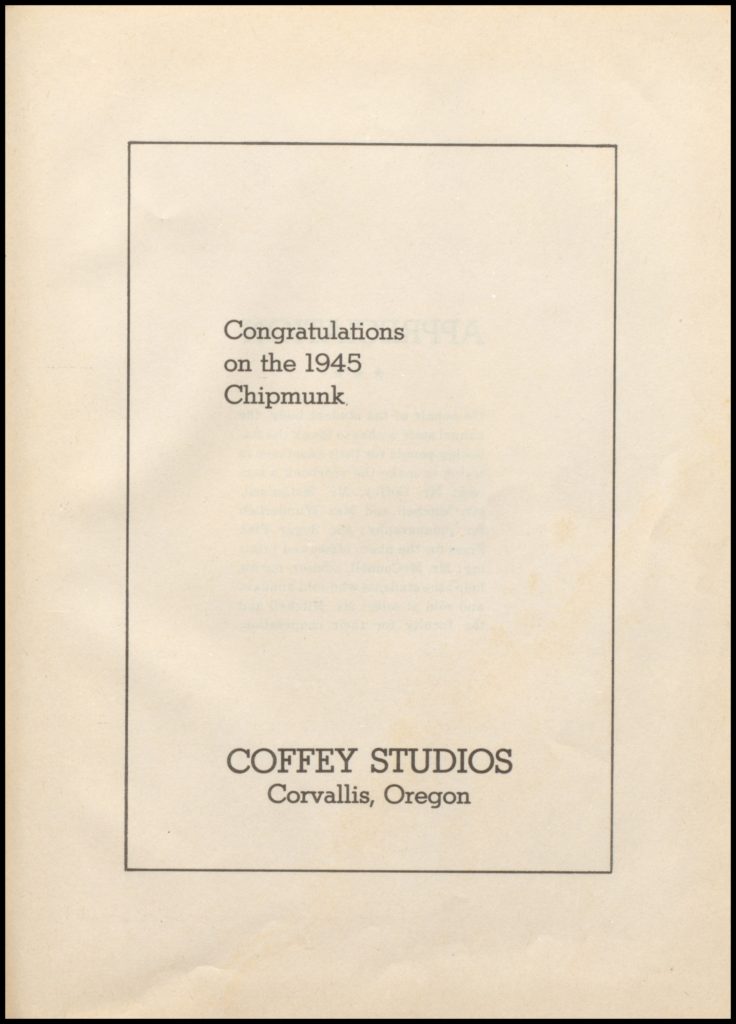 Congratulations
on the 1945
Chipmunk
COFFEY STUDIOS
Corvallis, Oregon